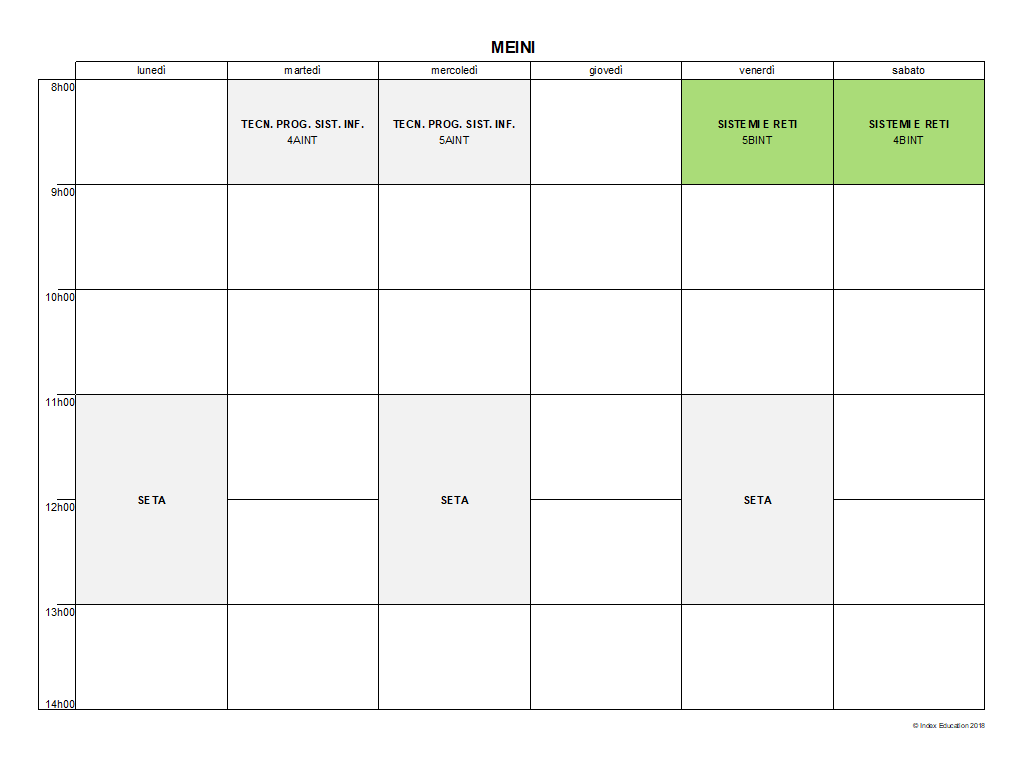 MEINI
lunedì martedì mercoledì giovedì venerdì sabato
8h00
TECN. PROG. SIST. INF. TECN. PROG. SIST. INF. SISTEMI E RETI SISTEMI E RETI
4AINT 5AINT 5BINT 4BINT
9h00
10h00
11h00
SETA SETA SETA
12h00
13h00
14h00
© Index Education 2018